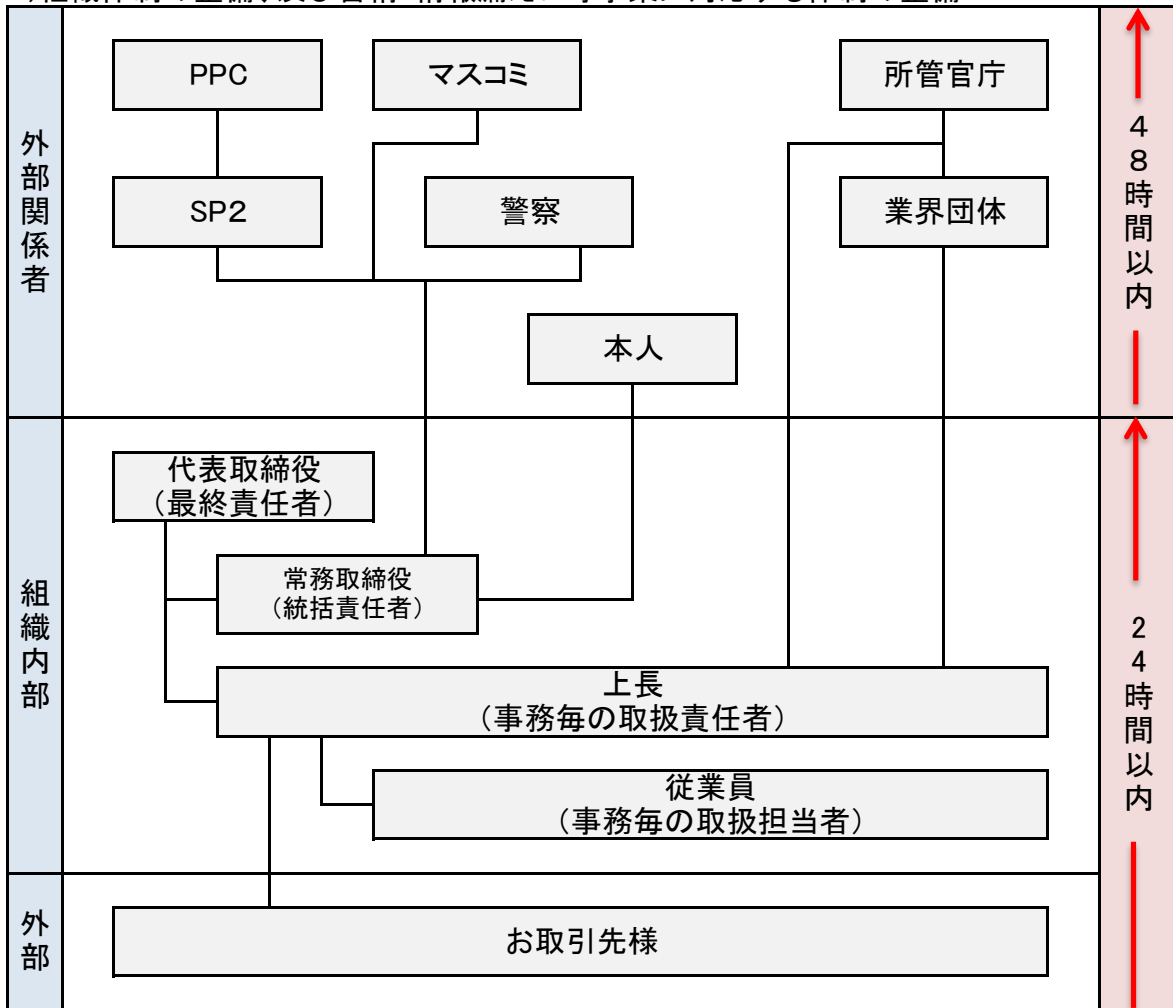 PPC
マスコミ
所管官庁
外部関係者
SP2
警察
業界団体
48時間以内
本人
代表取締役
（最終責任者）
常務取締役
（統括責任者）
組織内部
上長
（事務毎の取扱責任者）
24時間以内
従業員
（事務毎の取扱担当者）
外部
お取引先様